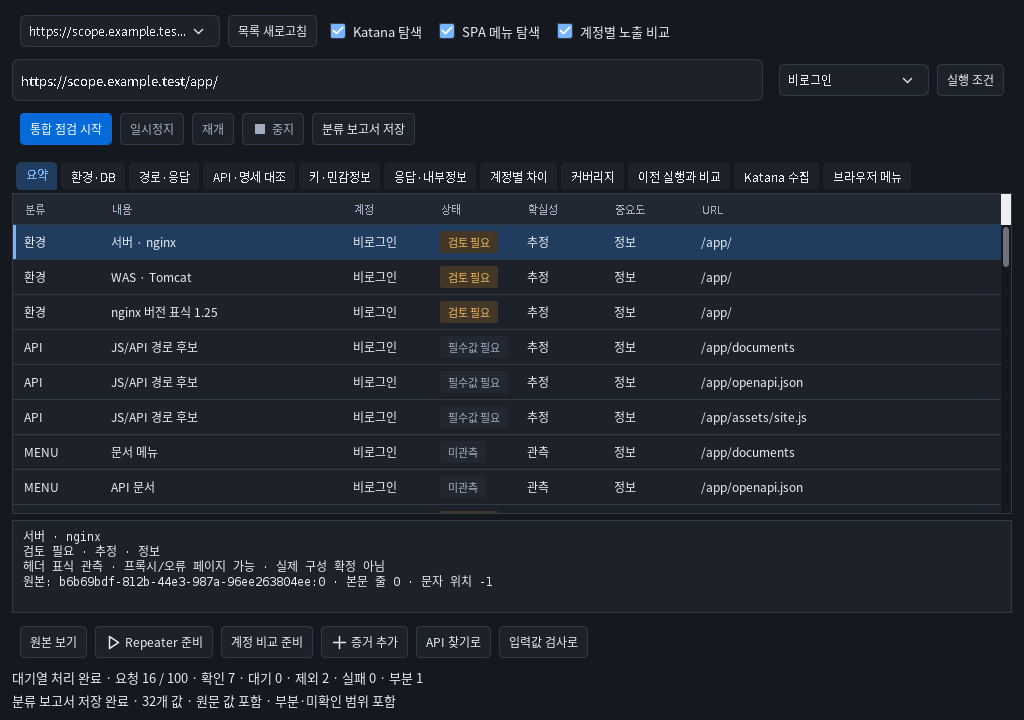 https://scope.example.tes... 목록 새로고침 Katana 탐색 SPA 메뉴 탐색 계정별 노출 비교
https://scope.example.test/app/ 비로그인 실행 조건
통합 점검 시작 일시정지 재개 중지 분류 보고서 저장
요약 환경·DB 경로·응답 API·명세 대조 키·민감정보 응답·내부정보 계정별 차이 커버리지 이전 실행과 비교 Katana 수집 브라우저 메뉴
분류 내용 계정 상태 확실성 중요도 URL
환경 서버 · nginx 비로그인 검토 필요 추정 정보 /app/
환경 WAS · Tomcat 비로그인 검토 필요 추정 정보 /app/
환경 nginx 버전 표식 1.25 비로그인 검토 필요 추정 정보 /app/
API JS/API 경로 후보 비로그인 필수값 필요 추정 정보 /app/documents
API JS/API 경로 후보 비로그인 필수값 필요 추정 정보 /app/openapi.json
API JS/API 경로 후보 비로그인 필수값 필요 추정 정보 /app/assets/site.js
MENU 문서 메뉴 비로그인 미관측 관측 정보 /app/documents
MENU API 문서 비로그인 미관측 관측 정보 /app/openapi.json
서버 · nginx
검토 필요 · 추정 · 정보
헤더 표식 관측 · 프록시/오류 페이지 가능 · 실제 구성 확정 아님
원본: b6b69bdf-812b-44e3-987a-96ee263804ee:0 · 본문 줄 0 · 문자 위치 -1
원본 보기 Repeater 준비 계정 비교 준비 증거 추가 API 찾기로 입력값 검사로
대기열 처리 완료 · 요청 16 / 100 · 확인 7 · 대기 0 · 제외 2 · 실패 0 · 부분 1
분류 보고서 저장 완료 · 32개 값 · 원문 값 포함 · 부분·미확인 범위 포함